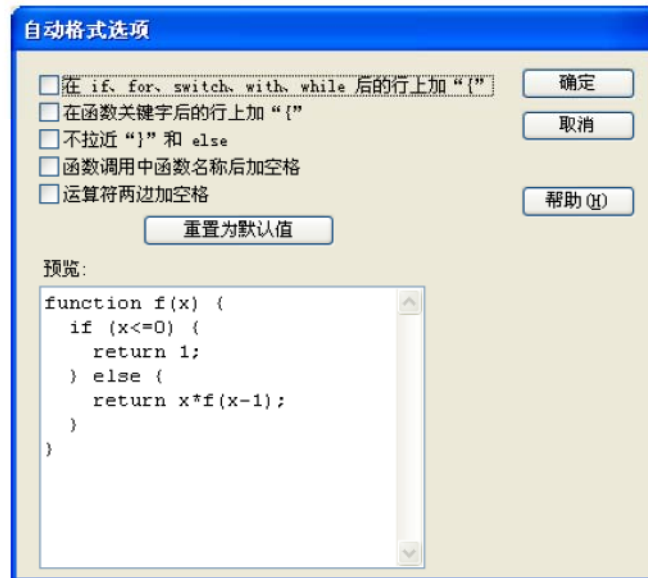 自动格式选项
在 if、for、switch、with、while 后的行上加“{” 确定
在函数关键字后的行上加“{”
取消
不拉近“}”和 else
函数调用中函数名称后加空格
运算符两边加空格
帮助(H)
重置为默认值
预览:
function f(x) {
  if (x<=0) {
    return 1;
  } else {
    return x*f(x-1);
  }
}